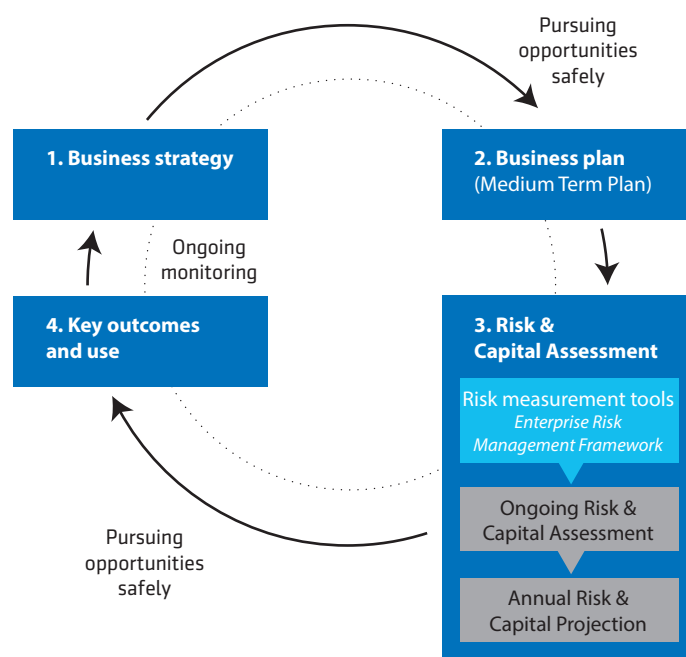 Pursuing
opportunities
safely
1. Business strategy
2. Business plan
(Medium Term Plan)
Ongoing
monitoring
4. Key outcomes
and use
3. Risk &
Capital Assessment
Risk measurement tools
Enterprise Risk
Management Framework
Ongoing Risk &
Capital Assessment
Annual Risk &
Capital Projection
Pursuing
opportunities
safely